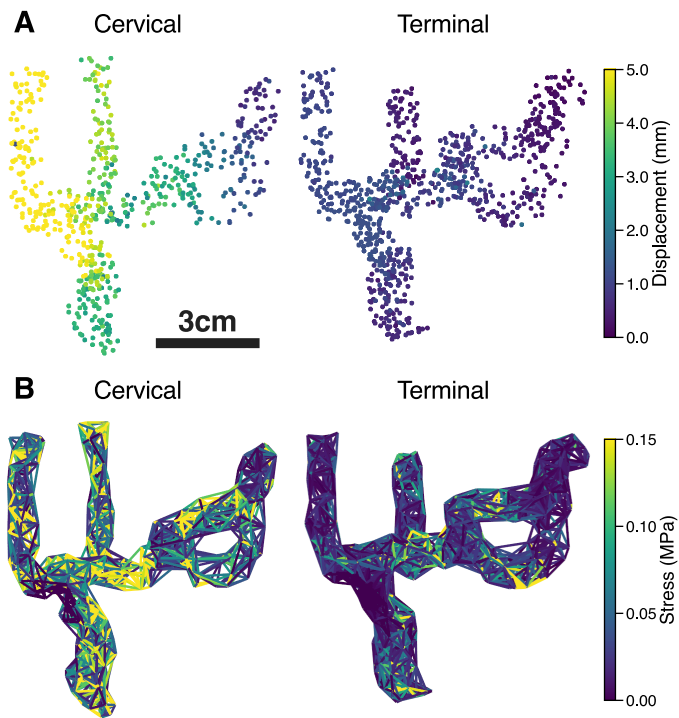 A
Cervical
Terminal
5.0
4.0
3.0
2.0
1.0
0.0
Displacement (mm)
3cm
B
Cervical
Terminal
0.15
0.10
0.05
0.00
Stress (MPa)